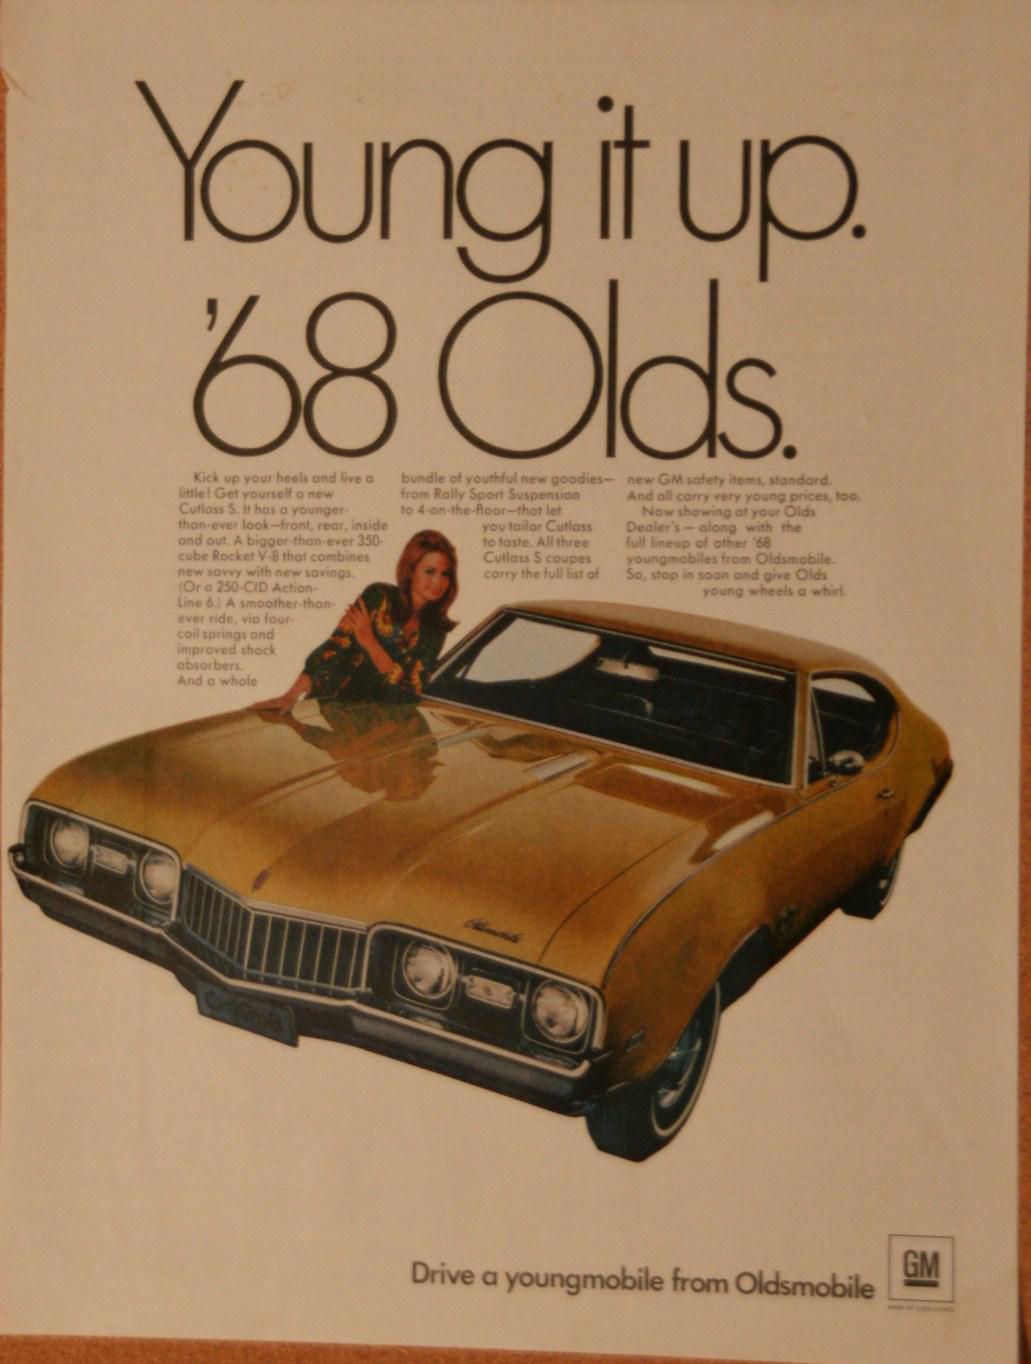 Young it up.
'68 Olds.
Kick up your heels and live a
little! Get yourself a new
Cutlass S. It has a younger-
than-ever look—front, rear, inside
and out. A bigger-than-ever 350-
cube Rocket V-8 that combines
new savvy with new savings.
(Or a 250-CID Action-
Line 6.) A smoother-than-
ever ride, via four-
coil springs and
improved shock
absorbers.
And a whole
bundle of youthful new goodies—
from Rally Sport Suspension
to 4-on-the-floor—that let
you tailor Cutlass
to taste. All three
Cutlass S coupes
carry the full list of
new GM safety items, standard.
And all carry very young prices, too.
Now showing at your Olds
Dealer's — along with the
full lineup of other '68
youngmobiles from Oldsmobile.
So, stop in soon and give Olds
young wheels a whirl.
Oldsmobile
1968
Drive a youngmobile from Oldsmobile
GM
MARK OF EXCELLENCE